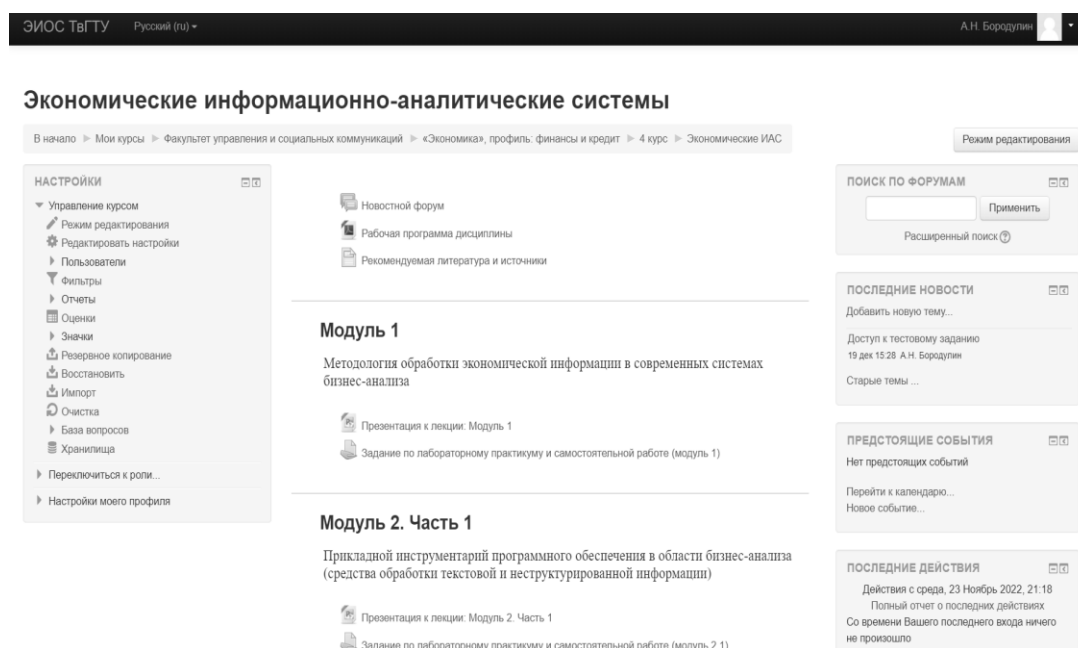 ЭИОС ТвГТУ
Русский (ru)
А.Н. Бородулин
Экономические информационно-аналитические системы
В начало ▶ Мои курсы ▶ Факультет управления и социальных коммуникаций ▶ «Экономика», профиль: финансы и кредит ▶ 4 курс ▶ Экономические ИАС
Режим редактирования
НАСТРОЙКИ
Управление курсом
Режим редактирования
Редактировать настройки
Пользователи
Фильтры
Отчеты
Оценки
Значки
Резервное копирование
Восстановить
Импорт
Очистка
База вопросов
Хранилища
Переключиться к роли...
Настройки моего профиля
Новостной форум
Рабочая программа дисциплины
Рекомендуемая литература и источники
Модуль 1
Методология обработки экономической информации в современных системах
бизнес-анализа
Презентация к лекции: Модуль 1
Задание по лабораторному практикуму и самостоятельной работе (модуль 1)
Модуль 2. Часть 1
Прикладной инструментарий программного обеспечения в области бизнес-анализа
(средства обработки текстовой и неструктурированной информации)
Презентация к лекции: Модуль 2. Часть 1
Задание по лабораторному практикуму и самостоятельной работе (модуль 2.1)
ПОИСК ПО ФОРУМАМ
Применить
Расширенный поиск
ПОСЛЕДНИЕ НОВОСТИ
Добавить новую тему...
Доступ к тестовому заданию
19 дек 15:28 А.Н. Бородулин
Старые темы ...
ПРЕДСТОЯЩИЕ СОБЫТИЯ
Нет предстоящих событий
Перейти к календарю...
Новое событие...
ПОСЛЕДНИЕ ДЕЙСТВИЯ
Действия с среда, 23 Ноябрь 2022, 21:18
Полный отчет о последних действиях
Со времени Вашего последнего входа ничего
не произошло